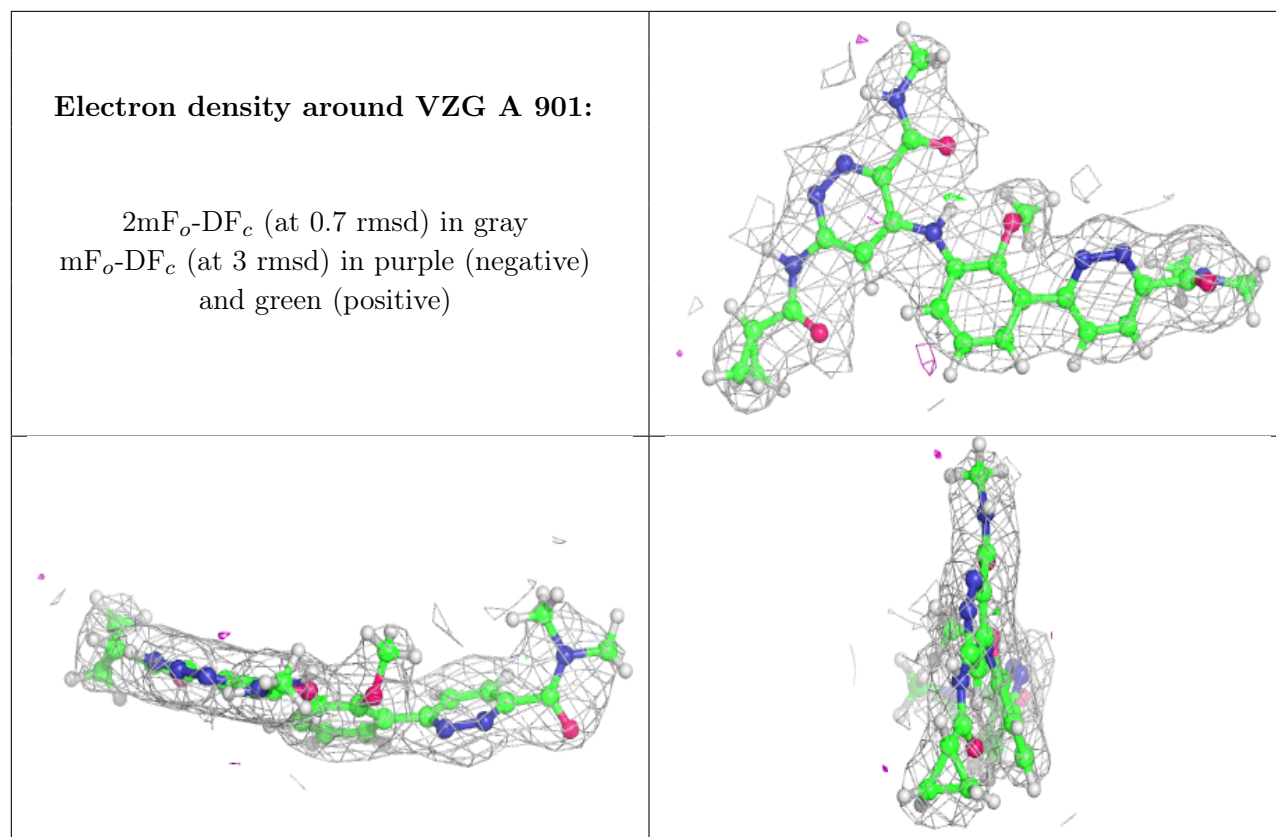 Electron density around VZG A 901:
2mFo-DFc (at 0.7 rmsd) in gray
mFo-DFc (at 3 rmsd) in purple (negative)
and green (positive)